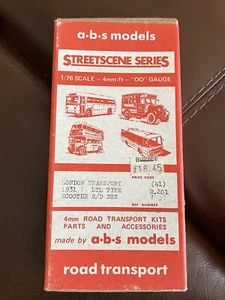 a·b·s models
STREETSCENE SERIES
1:76 SCALE - 4mm:ft - "OO" GAUGE
£18.45
PRICE CODE
LONDON TRANSPORT (41)
1931 LTL TYPE R.201
SCOOTER S/D BUS
REF NUMBER
4mm ROAD TRANSPORT KITS
PARTS AND ACCESSORIES
made by a·b·s models
road transport